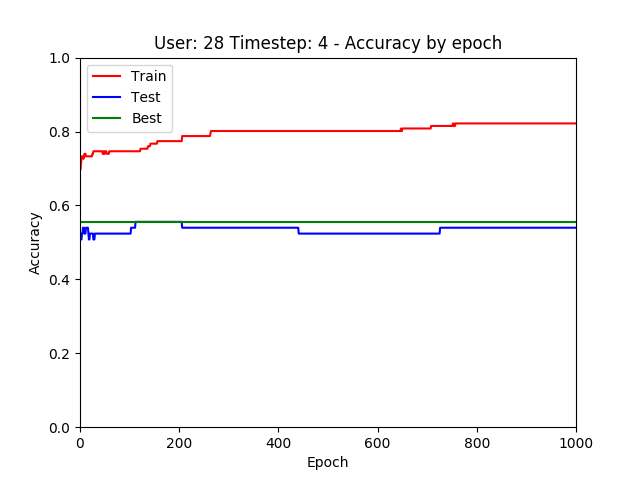 User: 28 Timestep: 4 - Accuracy by epoch
1.0
Train
Test
Best
0.8
0.6
Accuracy
0.4
0.2
0.0
0 200 400 600 800 1000
Epoch